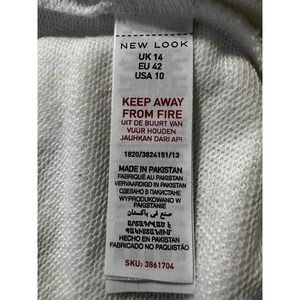 NEW LOOK
UK 14
EU 42
USA 10
KEEP AWAY
FROM FIRE
UIT DE BUURT VAN
VUUR HOUDEN
JAUHKAN DARI API
1820/3824151/13
MADE IN PAKISTAN
FABRIQUÉ AU PAKISTAN
VERVAARDIGD IN PAKISTAN
СДЕЛАНО В ПАКИСТАНЕ
WYPRODUKOWANO W
PAKISTANIE
صنع في باكستان
HECHO EN PAKISTÁN
FABRICADO NO PAQUISTÃO
SKU: 3861704